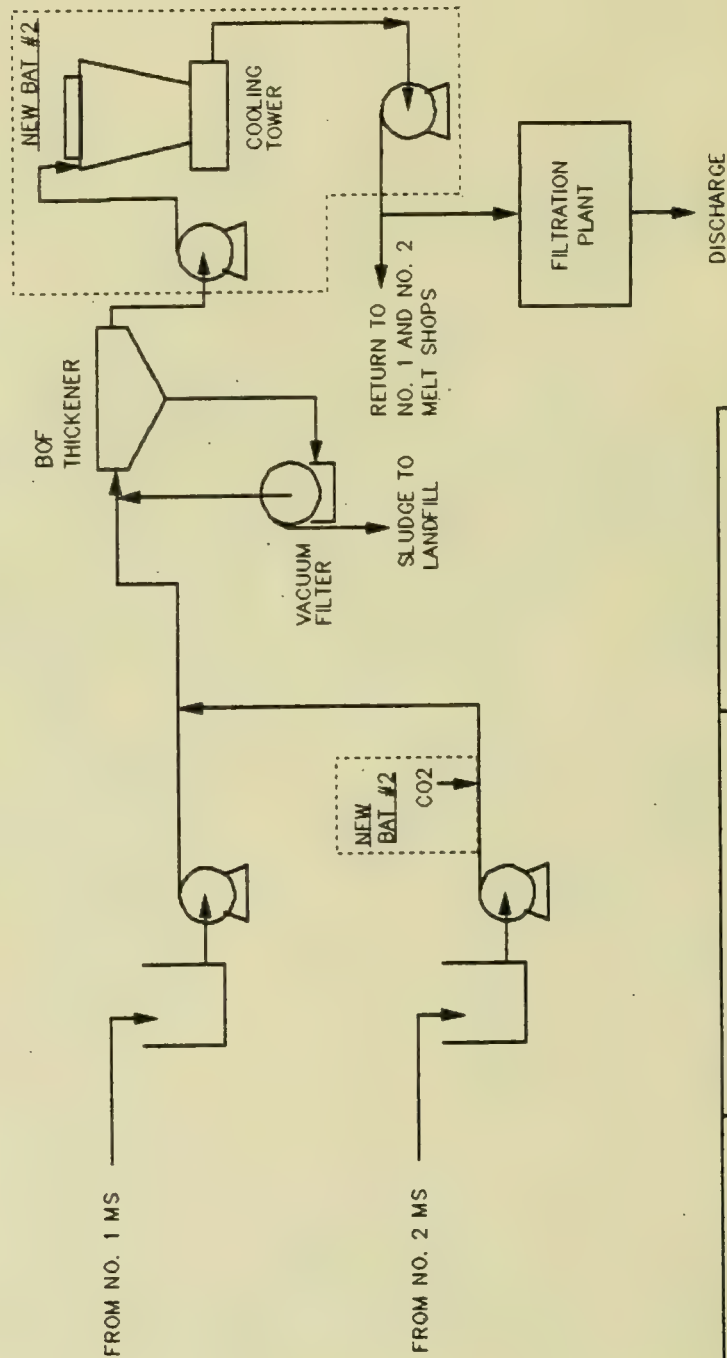 FROM NO. 1 MS
FROM NO. 2 MS
NEW
BAT #2
CO2
BOF
THICKENER
VACUUM
FILTER
SLUDGE TO
LANDFILL
NEW BAT #2
COOLING
TOWER
RETURN TO
NO. 1 AND NO. 2
MELT SHOPS
FILTRATION
PLANT
DISCHARGE